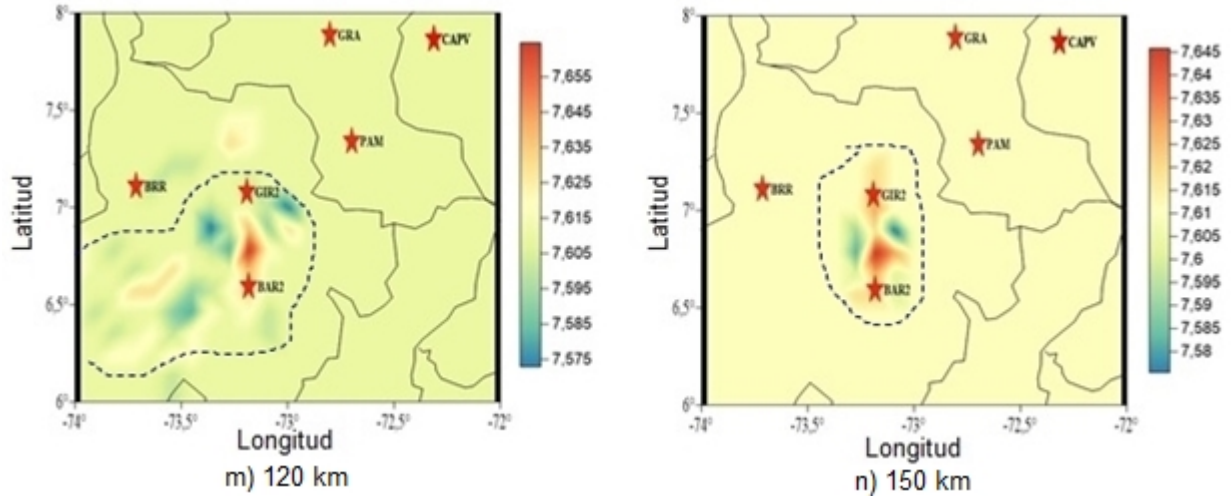 8°
7,5°
7°
6,5°
6°
Latitud
-74°
-73,5°
-73°
-72,5°
-72°
Longitud
GRA
CAPV
PAM
BRR
GIR2
BAR2
7,655
7,645
7,635
7,625
7,615
7,605
7,595
7,585
7,575
m) 120 km
8°
7,5°
7°
6,5°
6°
Latitud
-74°
-73,5°
-73°
-72,5°
-72°
Longitud
GRA
CAPV
PAM
BRR
GIR2
BAR2
7,645
7,64
7,635
7,63
7,625
7,62
7,615
7,61
7,605
7,6
7,595
7,59
7,585
7,58
n) 150 km